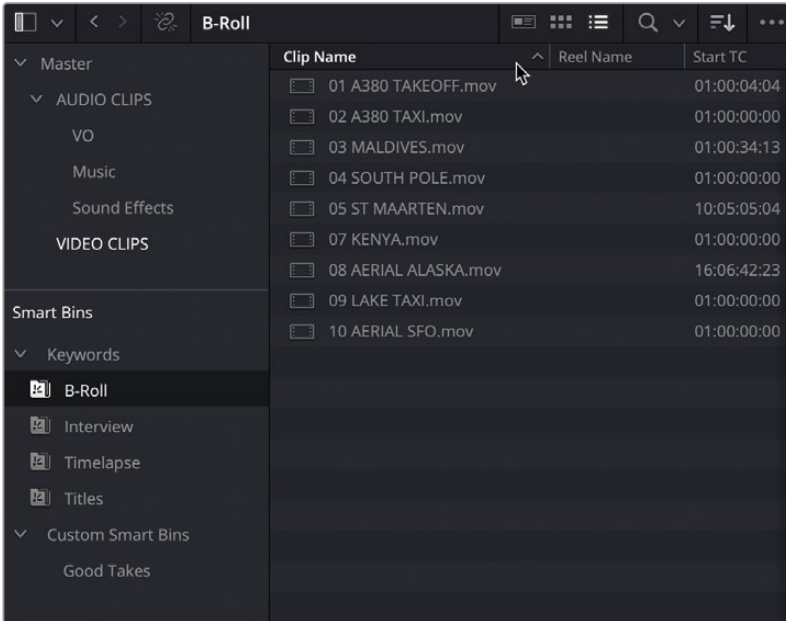 B-Roll
Master
AUDIO CLIPS
VO
Music
Sound Effects
VIDEO CLIPS
Smart Bins
Keywords
B-Roll
Interview
Timelapse
Titles
Custom Smart Bins
Good Takes
Clip Name Reel Name Start TC
01 A380 TAKEOFF.mov 01:00:04:04
02 A380 TAXI.mov 01:00:00:00
03 MALDIVES.mov 01:00:34:13
04 SOUTH POLE.mov 01:00:00:00
05 ST MAARTEN.mov 10:05:05:04
07 KENYA.mov 01:00:00:00
08 AERIAL ALASKA.mov 16:06:42:23
09 LAKE TAXI.mov 01:00:00:00
10 AERIAL SFO.mov 01:00:00:00